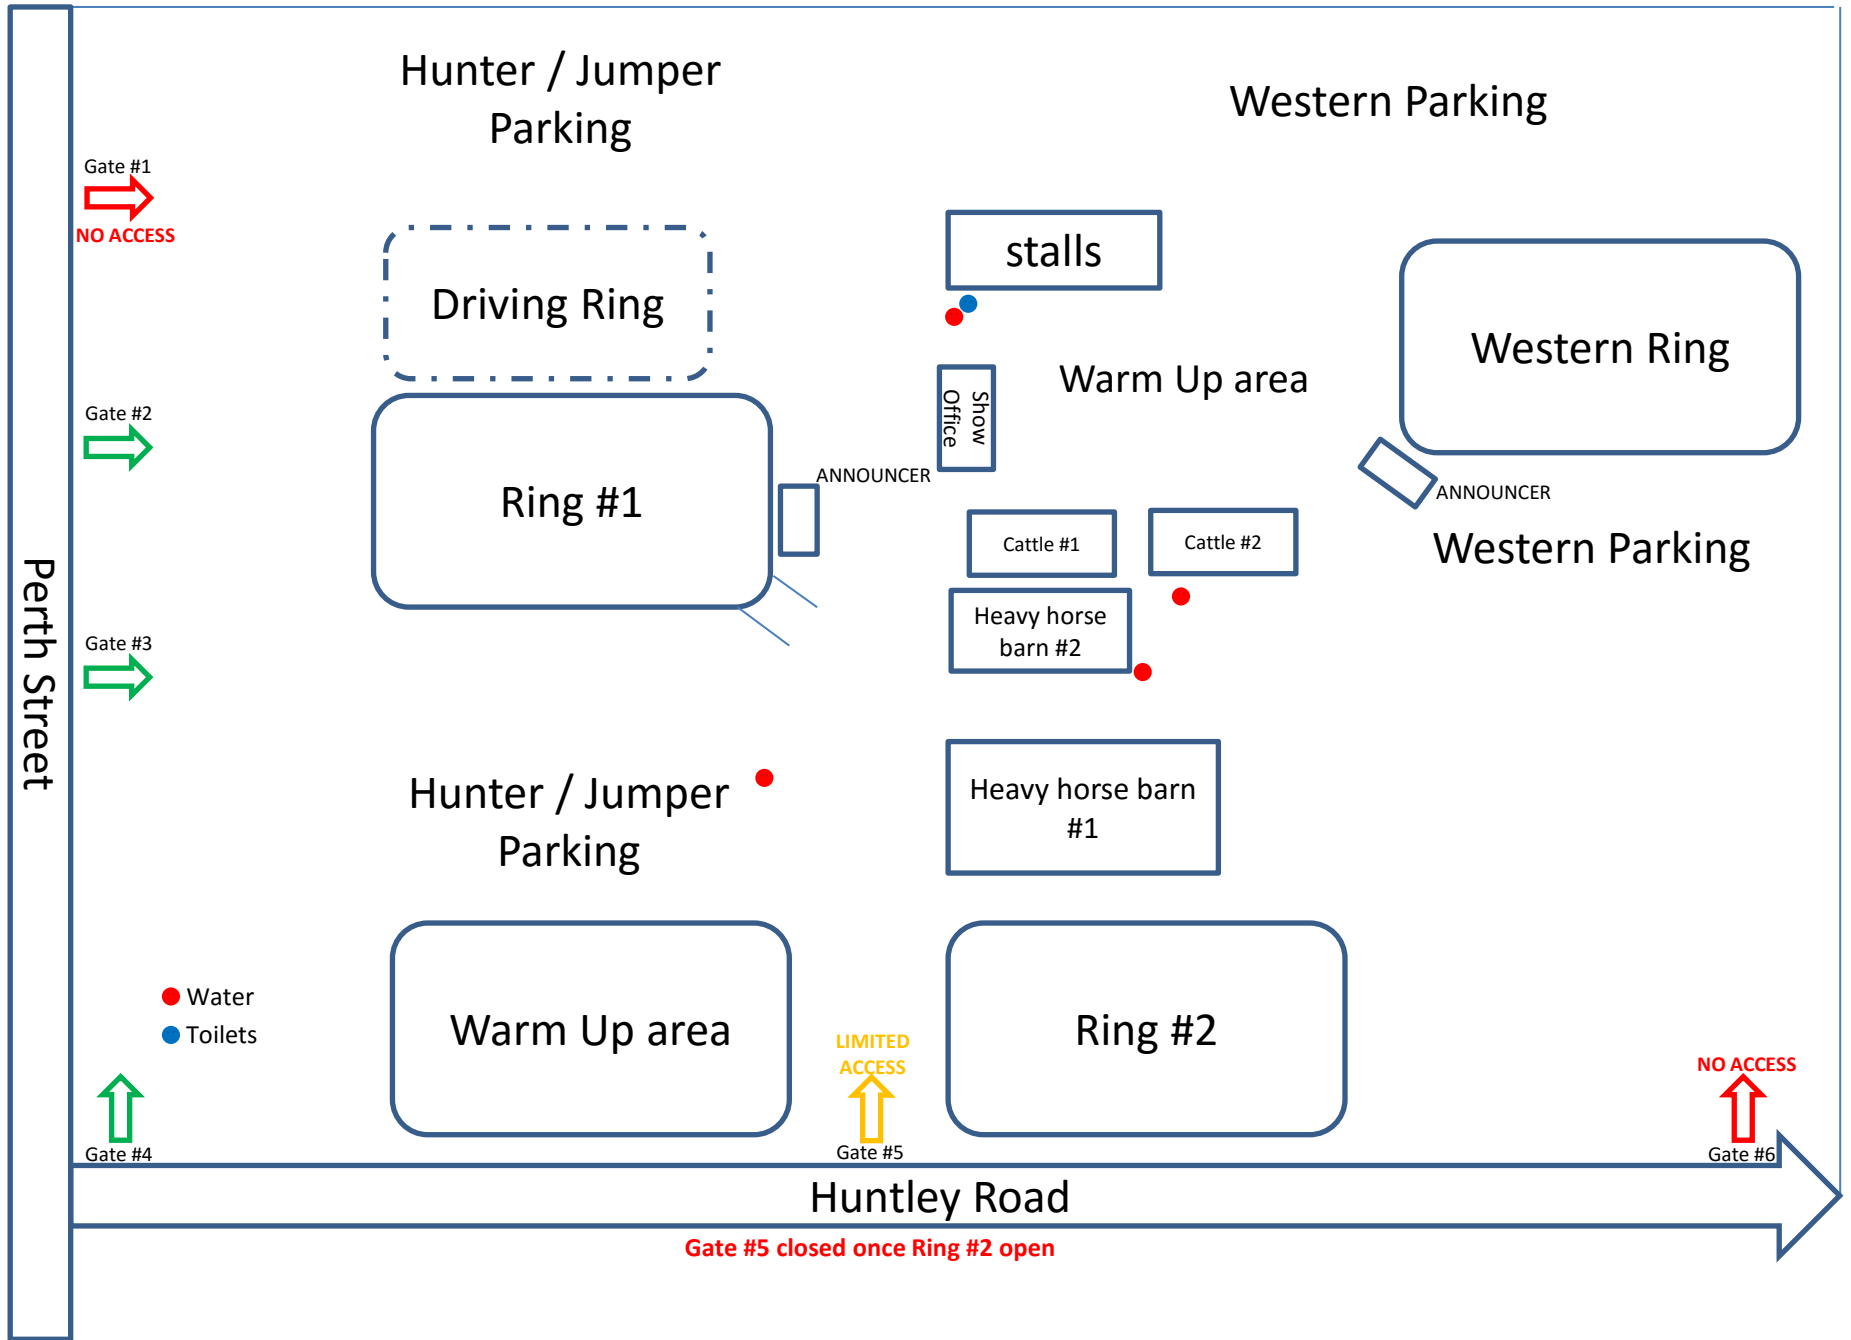 Hunter / Jumper
Parking
Western Parking
Gate #1
NO ACCESS
stalls
Driving Ring
Western Ring
Warm Up area
Show
Office
Gate #2
ANNOUNCER
Ring #1
ANNOUNCER
Cattle #1
Cattle #2
Western Parking
Perth Street
Heavy horse
barn #2
Gate #3
Hunter / Jumper
Parking
Heavy horse barn
#1
Water
Toilets
Warm Up area
LIMITED
ACCESS
Ring #2
NO ACCESS
Gate #4
Gate #5
Gate #6
Huntley Road
Gate #5 closed once Ring #2 open